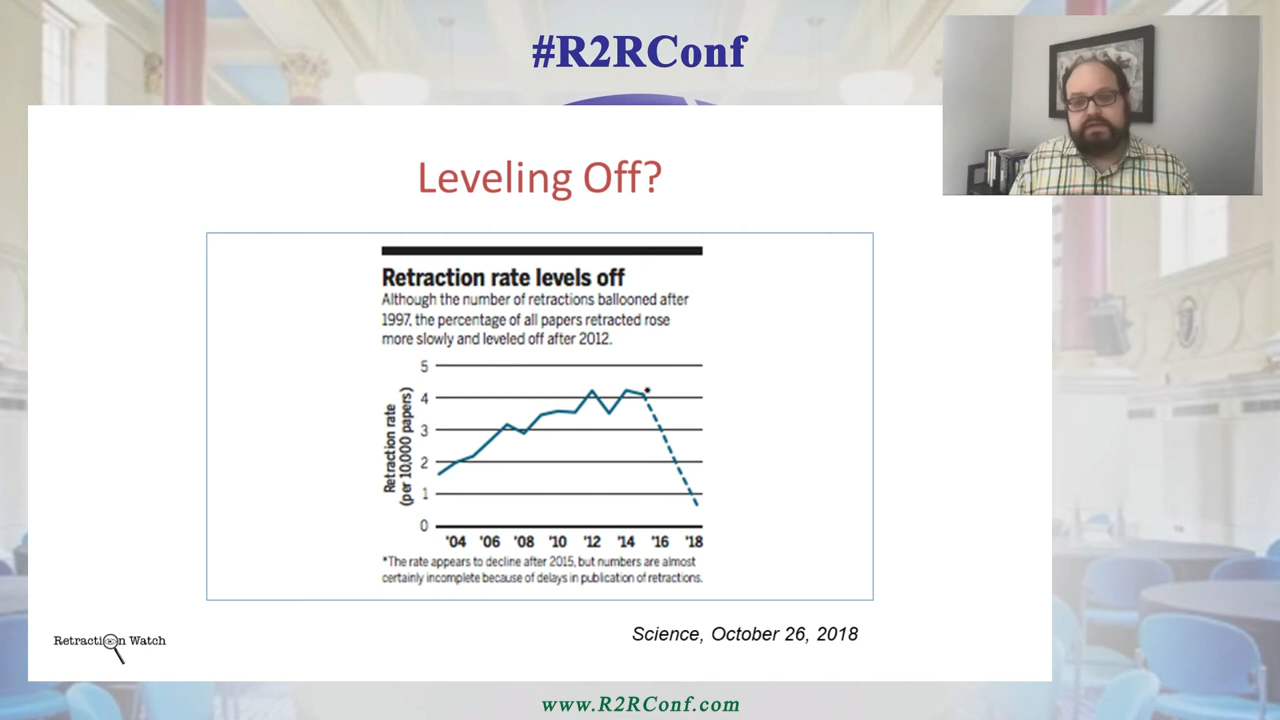 #R2RConf
Leveling Off?
Retraction rate levels off
Although the number of retractions ballooned after
1997, the percentage of all papers retracted rose
more slowly and leveled off after 2012.
Retraction rate
(per 10,000 papers)
5
4
3
2
1
0
*
'04 '06 '08 '10 '12 '14 '16 '18
*The rate appears to decline after 2015, but numbers are almost
certainly incomplete because of delays in publication of retractions.
Science, October 26, 2018
Retraction Watch
www.R2RConf.com